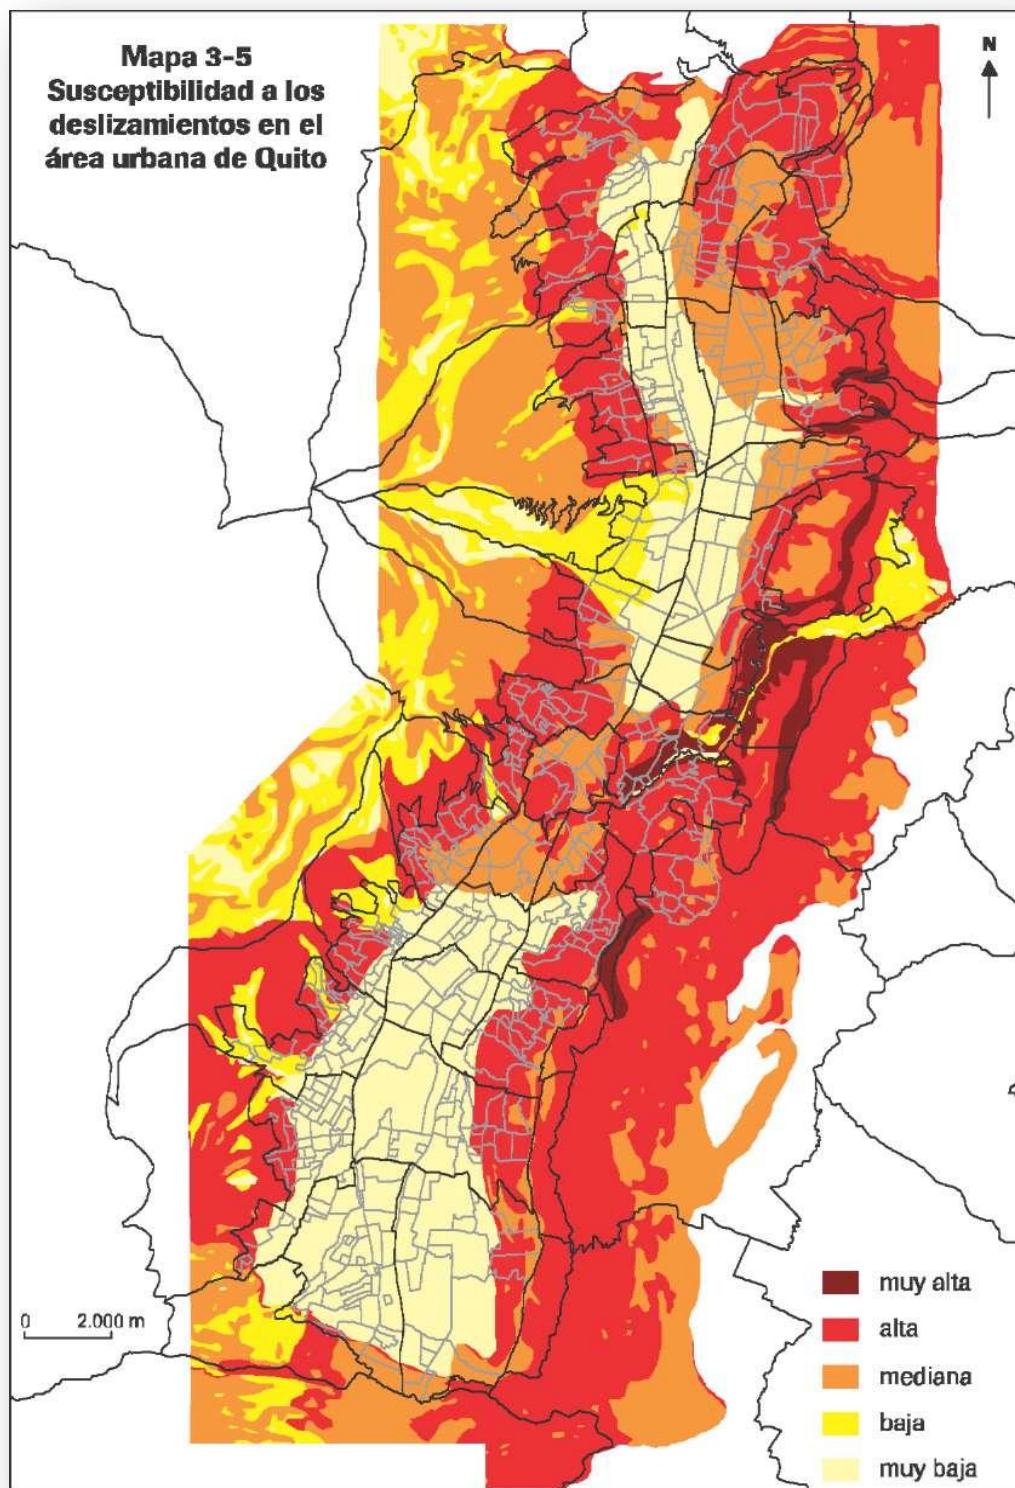 Mapa 3-5
Susceptibilidad a los
deslizamientos en el
área urbana de Quito
N
0 2.000 m
muy alta
alta
mediana
baja
muy baja